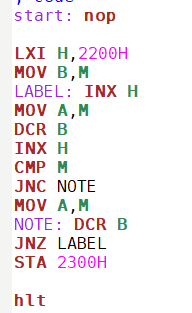 ; code
start: nop
LXI H,2200H
MOV B,M
LABEL: INX H
MOV A,M
DCR B
INX H
CMP M
JNC NOTE
MOV A,M
NOTE: DCR B
JNZ LABEL
STA 2300H
hlt